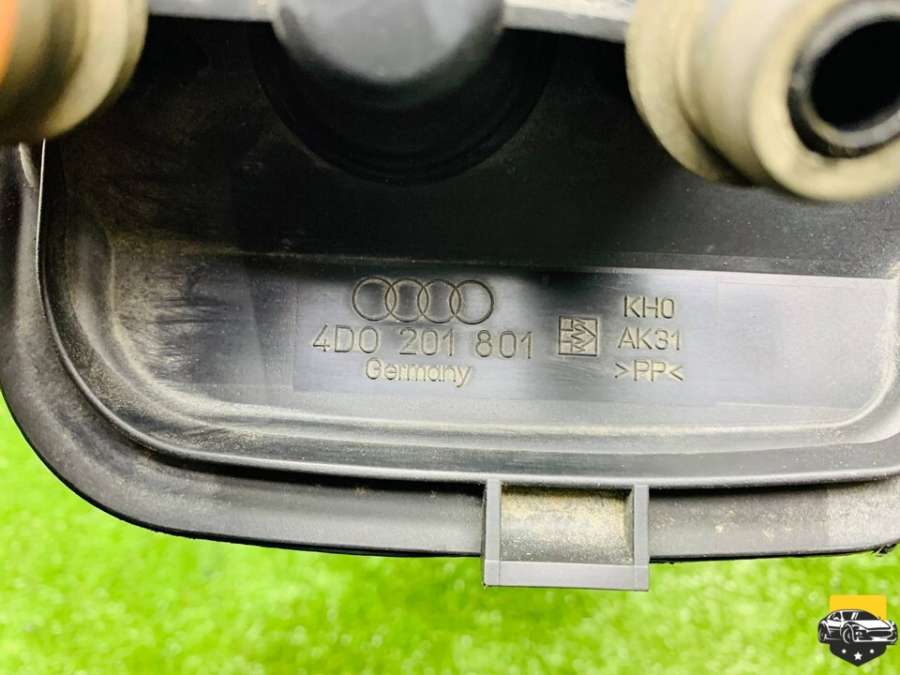 4D0 201 801
Germany
KH0
AK31
>PP<